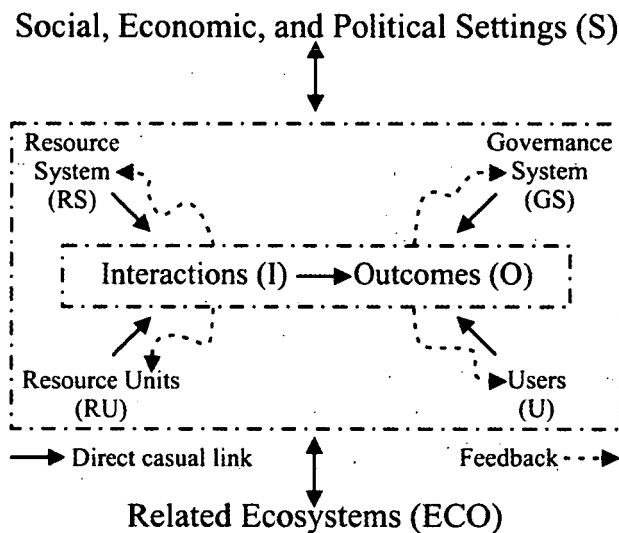 Social, Economic, and Political Settings (S)
Resource
System
(RS)
Governance
System
(GS)
Interactions (I)
Outcomes (O)
Resource Units
(RU)
Users
(U)
Direct casual link
Feedback
Related Ecosystems (ECO)